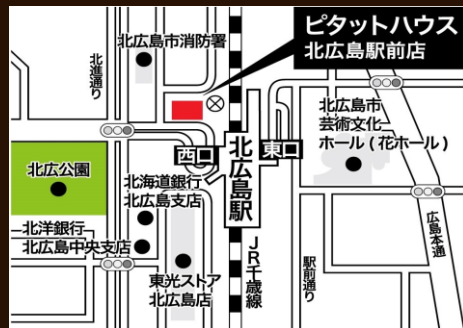 ピタットハウス
北広島駅前店
北広島市消防署
北進通り
北広島市
芸術文化
ホール(花ホール)
西口
北広島駅
東口
北広公園
北海道銀行
北広島支店
北洋銀行
北広島中央支店
東光ストア
北広島店
JR千歳線
駅前通り
広島本通